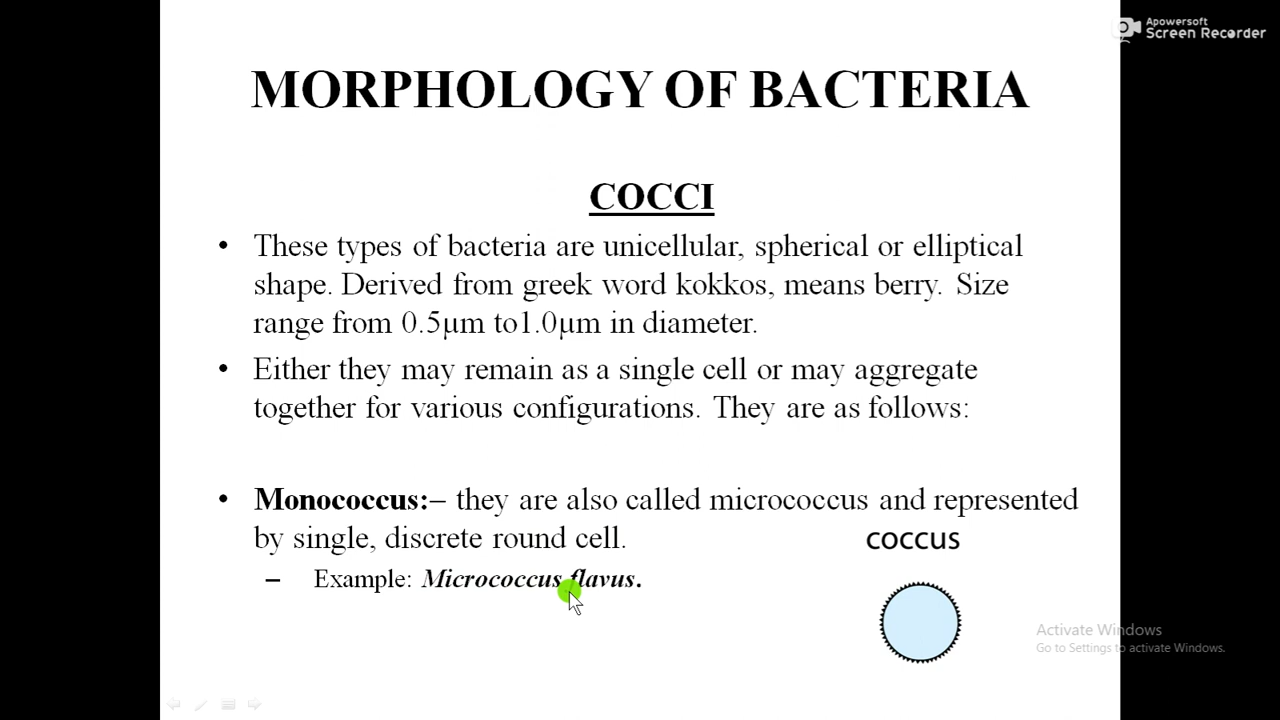 Apowersoft
Screen Recorder
MORPHOLOGY OF BACTERIA
COCCI
• These types of bacteria are unicellular, spherical or elliptical
shape. Derived from greek word kokkos, means berry. Size
range from 0.5μm to1.0μm in diameter.
• Either they may remain as a single cell or may aggregate
together for various configurations. They are as follows:
• Monococcus:– they are also called micrococcus and represented
by single, discrete round cell.
– Example: Micrococcus flavus.
COCCUS
Activate Windows
Go to Settings to activate Windows.